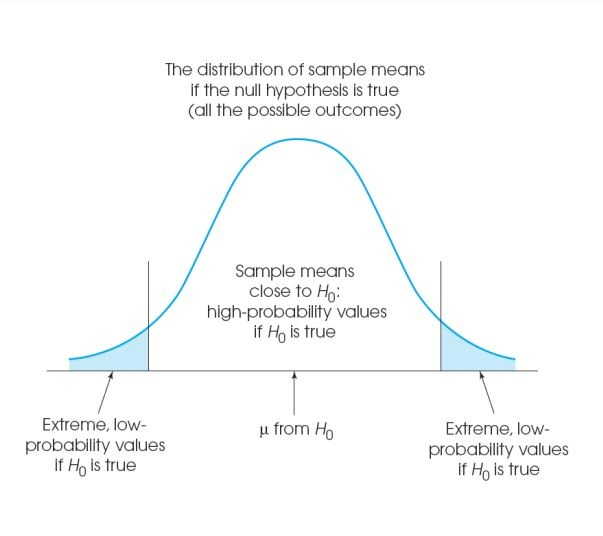 The distribution of sample means
if the null hypothesis is true
(all the possible outcomes)
Sample means
close to H₀:
high-probability values
if H₀ is true
Extreme, low-
probability values
if H₀ is true
μ from H₀
Extreme, low-
probability values
if H₀ is true